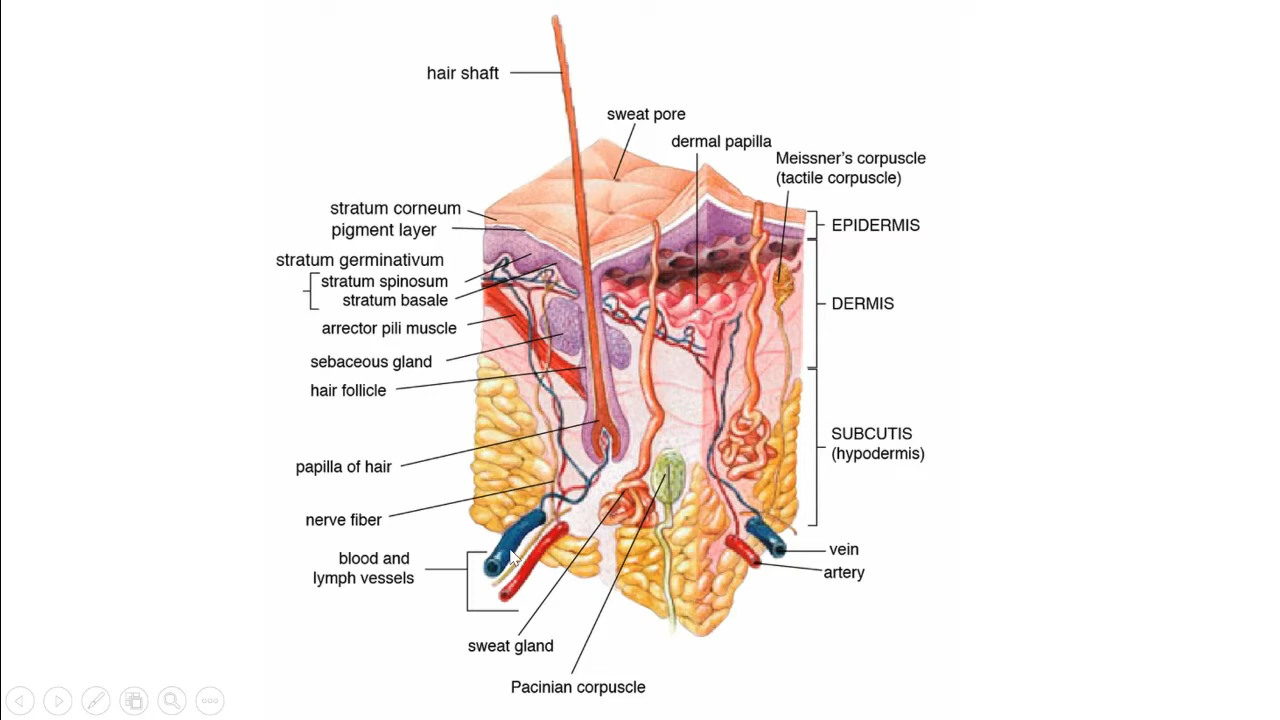 hair shaft
sweat pore
dermal papilla
Meissner's corpuscle
(tactile corpuscle)
stratum corneum
pigment layer
EPIDERMIS
stratum germinativum
stratum spinosum
stratum basale
DERMIS
arrector pili muscle
sebaceous gland
hair follicle
SUBCUTIS
(hypodermis)
papilla of hair
nerve fiber
blood and
lymph vessels
vein
artery
sweat gland
Pacinian corpuscle